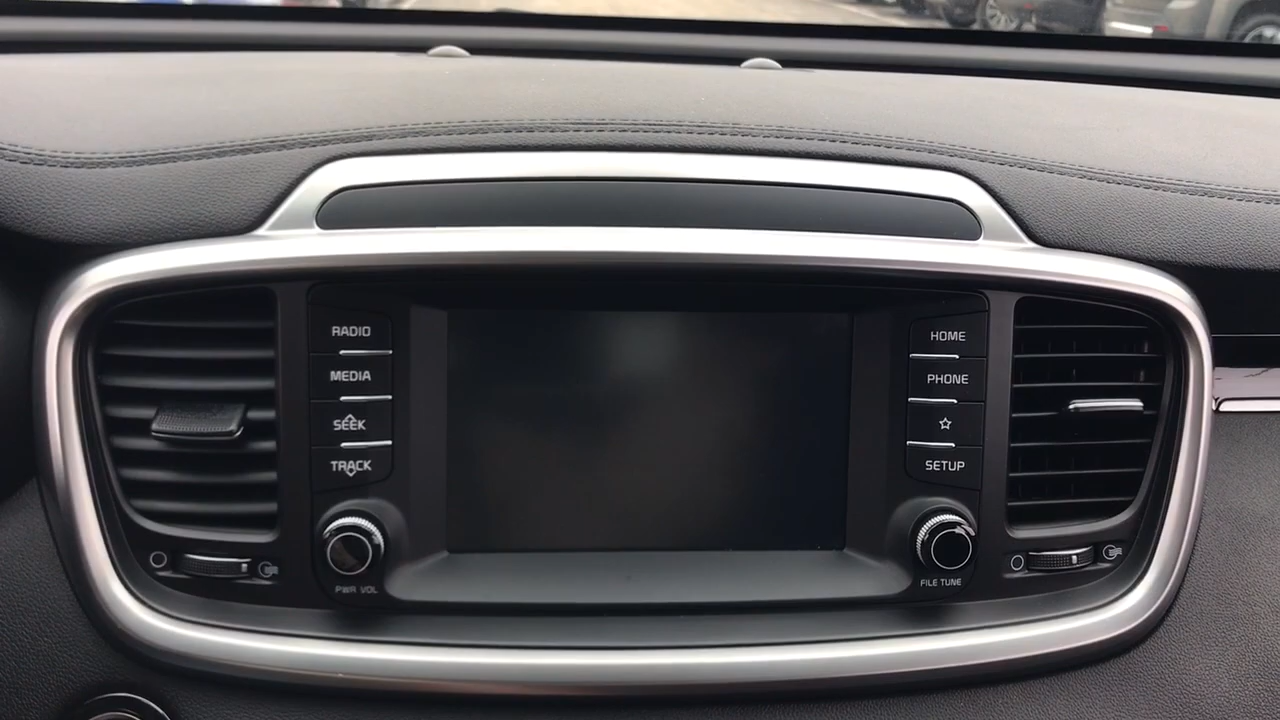 RADIO
MEDIA
SEEK
TRACK
PWR VOL
HOME
PHONE
SETUP
FILE TUNE